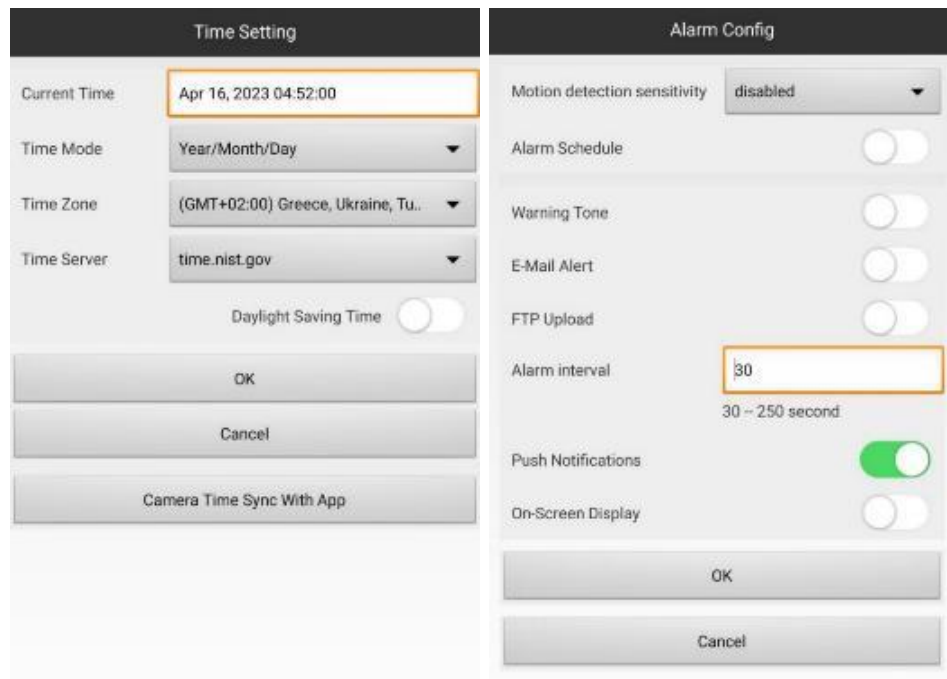 Time Setting
Current Time
Apr 16, 2023 04:52:00
Time Mode
Year/Month/Day
Time Zone
(GMT+02:00) Greece, Ukraine, Tu..
Time Server
time.nist.gov
Daylight Saving Time
OK
Cancel
Camera Time Sync With App
Alarm Config
Motion detection sensitivity
disabled
Alarm Schedule
Warning Tone
E-Mail Alert
FTP Upload
Alarm interval
30
30 ~ 250 second
Push Notifications
On-Screen Display
OK
Cancel